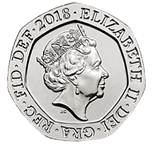 ELIZABETH II · DEI · GRA · REG · FID · DEF · 2018
J.C